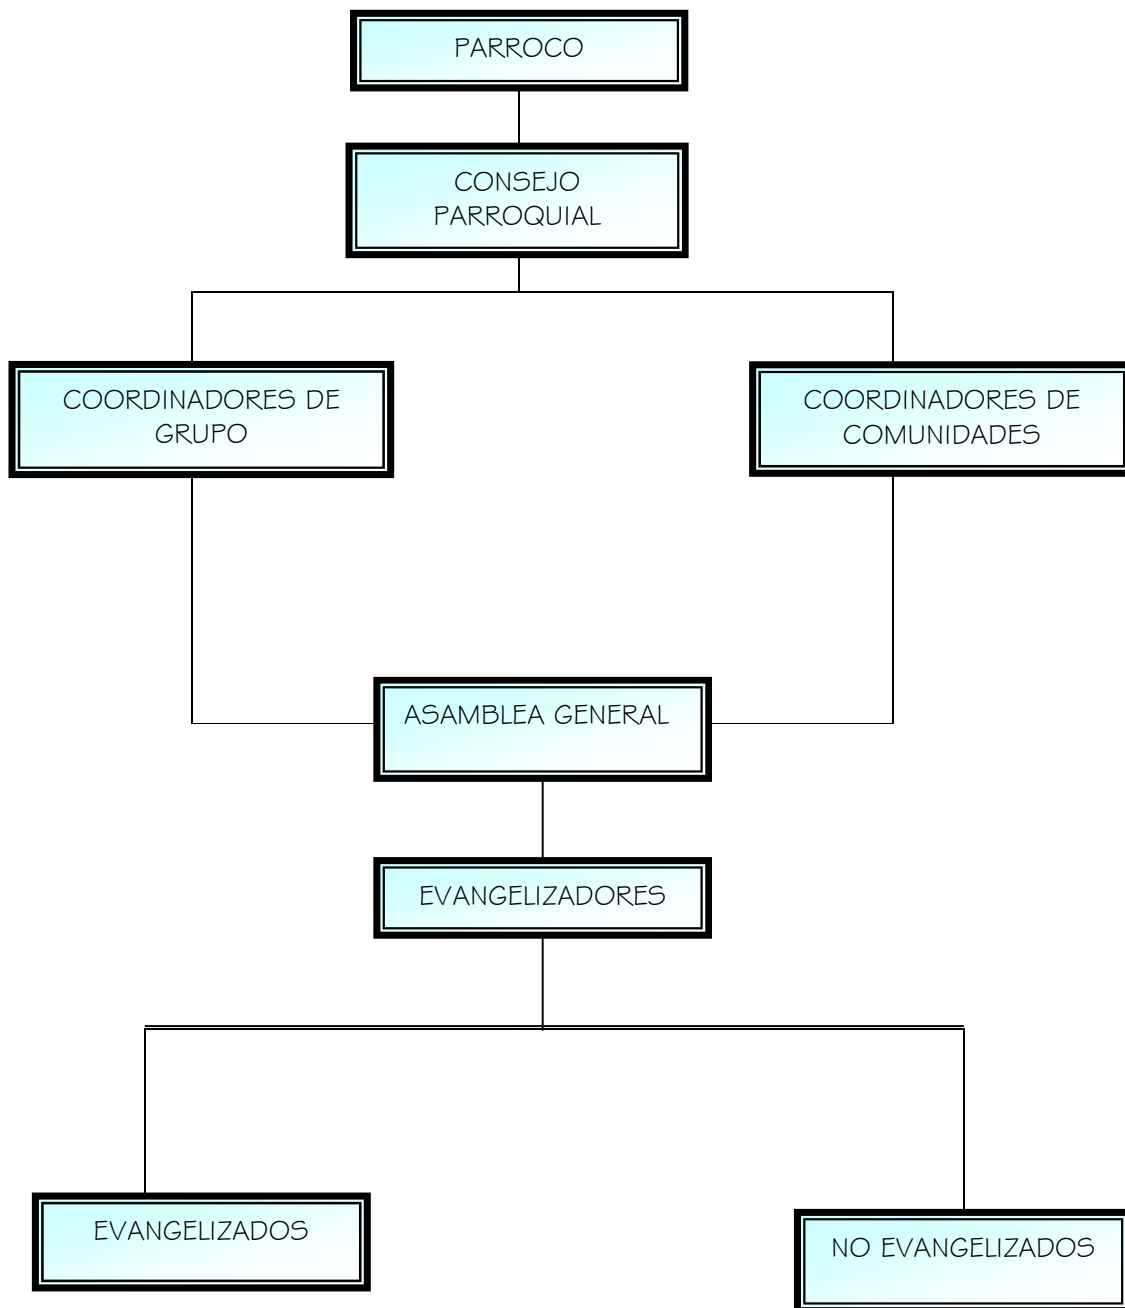 PARROCO
CONSEJO
PARROQUIAL
COORDINADORES DE
GRUPO
COORDINADORES DE
COMUNIDADES
ASAMBLEA GENERAL
EVANGELIZADORES
EVANGELIZADOS
NO EVANGELIZADOS